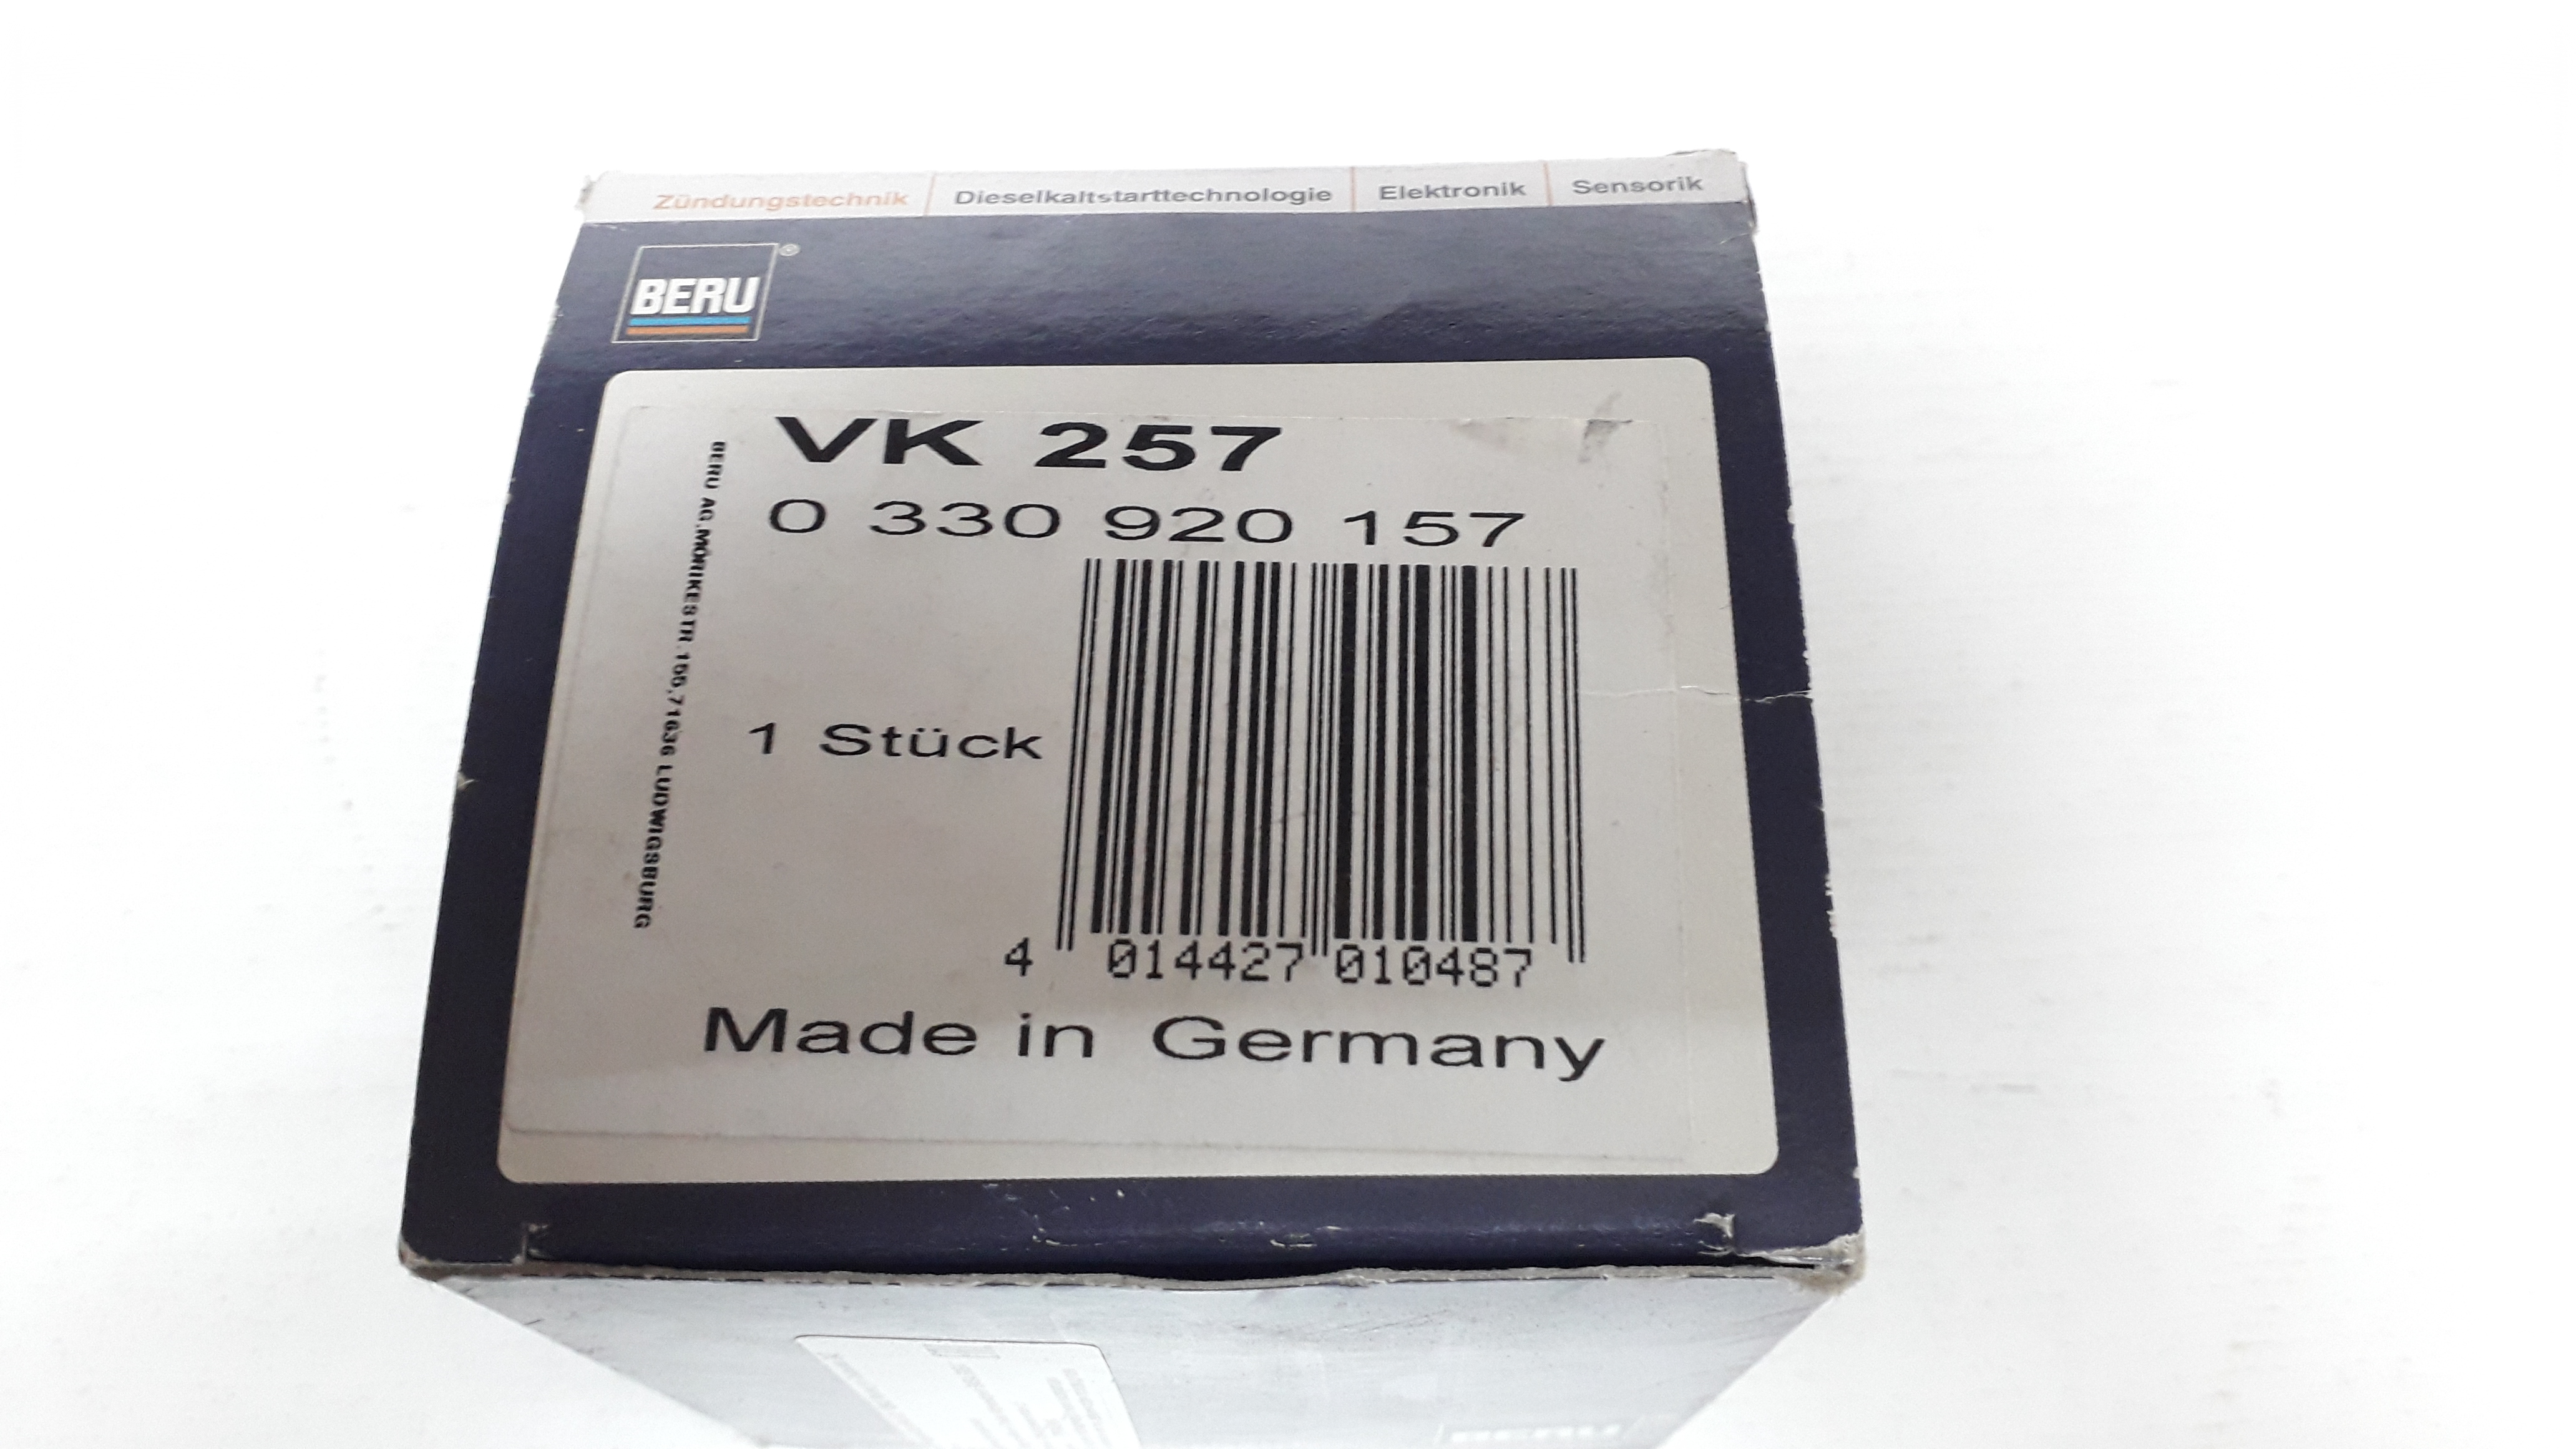 Zündungstechnik Dieselkaltstarttechnologie Elektronik Sensorik
BERU ®
VK 257
0 330 920 157
BERU AG,MÖRIKESTR.155,71636 LUDWIGSBURG
1 Stück
4 014427 010487
Made in Germany